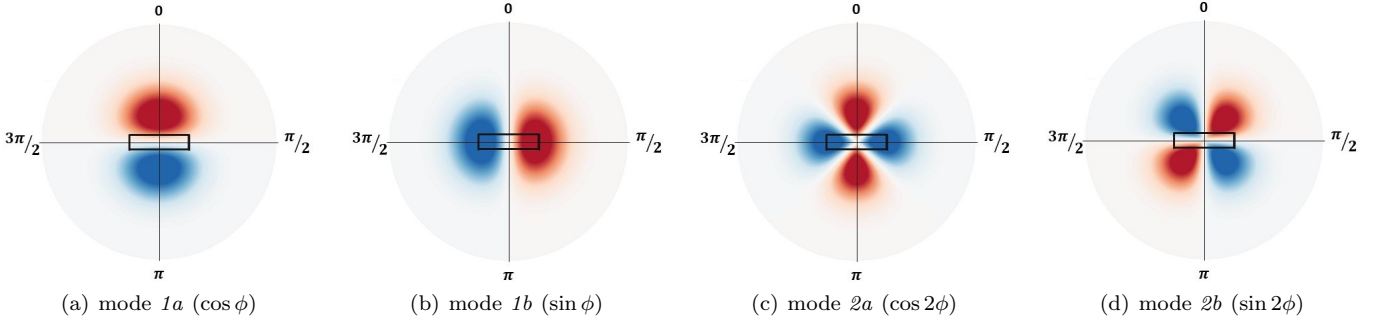 0
0
0
0
3π/2
π/2
3π/2
π/2
3π/2
π/2
3π/2
π/2
π
π
π
π
(a) mode 1a (cos ϕ)
(b) mode 1b (sin ϕ)
(c) mode 2a (cos 2ϕ)
(d) mode 2b (sin 2ϕ)